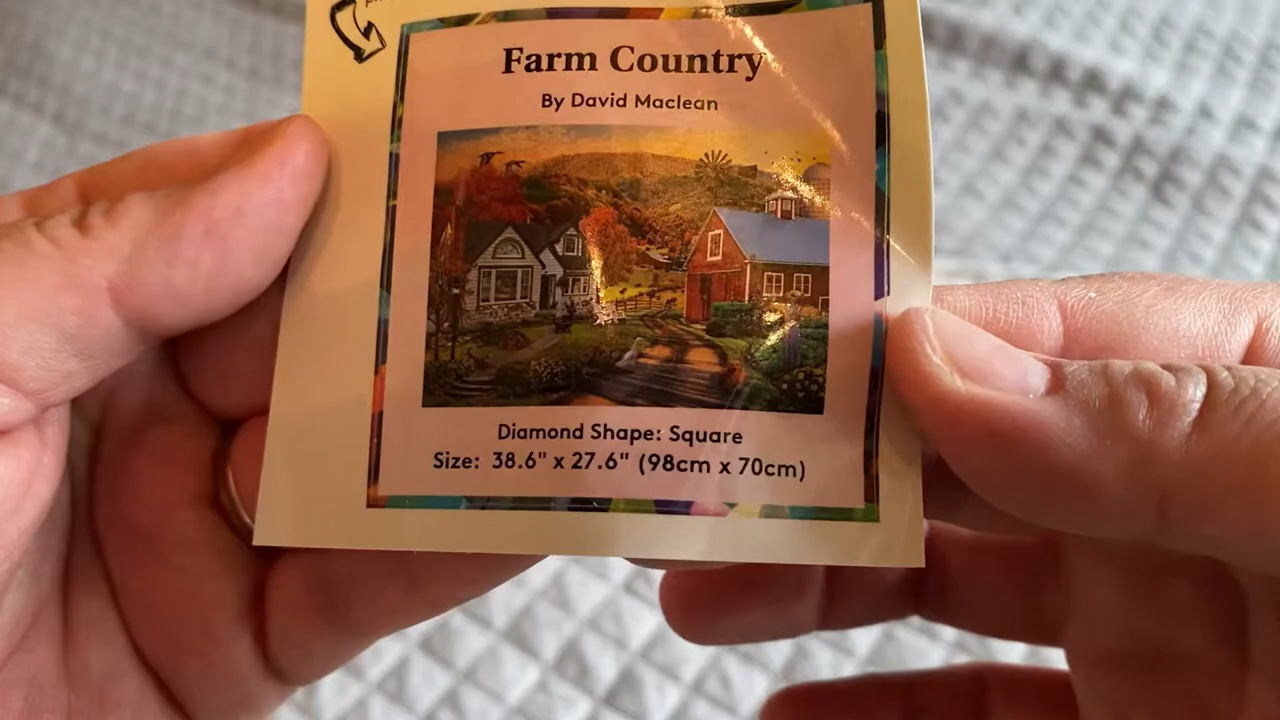 Farm Country
By David Maclean
Diamond Shape: Square
Size: 38.6" x 27.6" (98cm x 70cm)